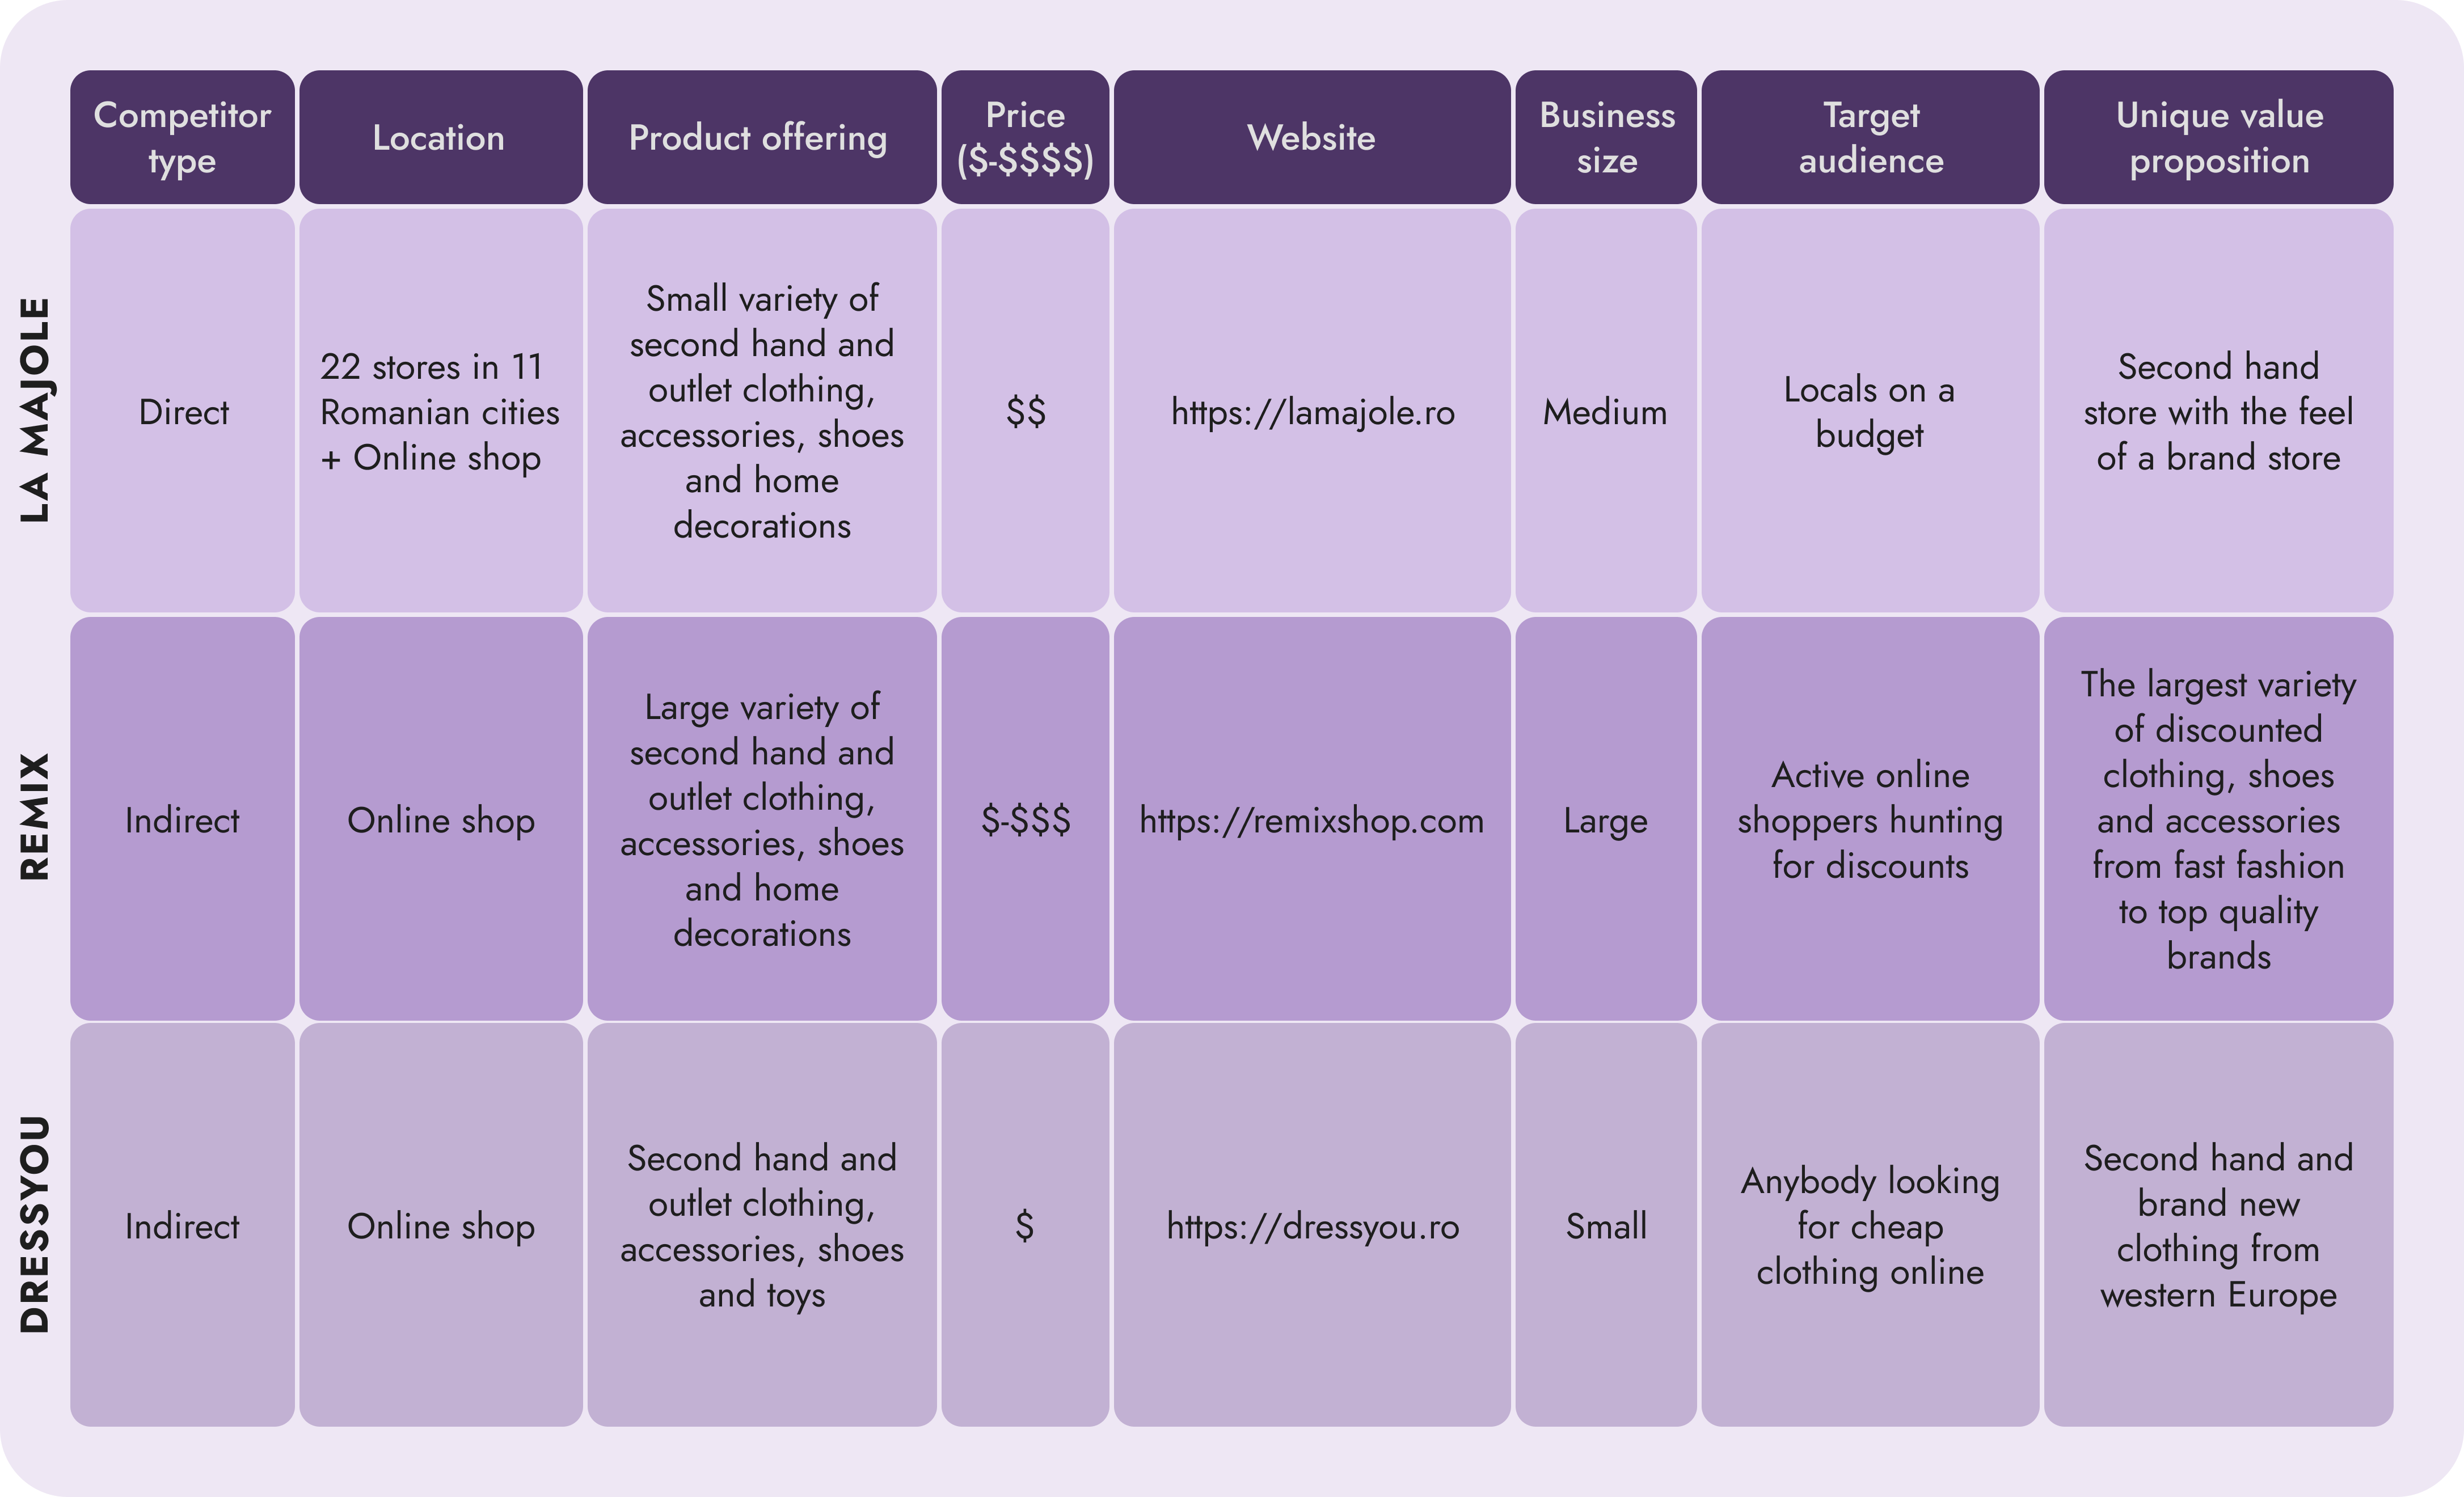 Competitor
type
Location
Product offering
Price
($-$$$$)
Website
Business
size
Target
audience
Unique value
proposition
LA MAJOLE
Direct
22 stores in 11
Romanian cities
+ Online shop
Small variety of
second hand and
outlet clothing,
accessories, shoes
and home
decorations
$$
https://lamajole.ro
Medium
Locals on a
budget
Second hand
store with the feel
of a brand store
REMIX
Indirect
Online shop
Large variety of
second hand and
outlet clothing,
accessories, shoes
and home
decorations
$-$$$
https://remixshop.com
Large
Active online
shoppers hunting
for discounts
The largest variety
of discounted
clothing, shoes
and accessories
from fast fashion
to top quality
brands
DRESSYOU
Indirect
Online shop
Second hand and
outlet clothing,
accessories, shoes
and toys
$
https://dressyou.ro
Small
Anybody looking
for cheap
clothing online
Second hand and
brand new
clothing from
western Europe